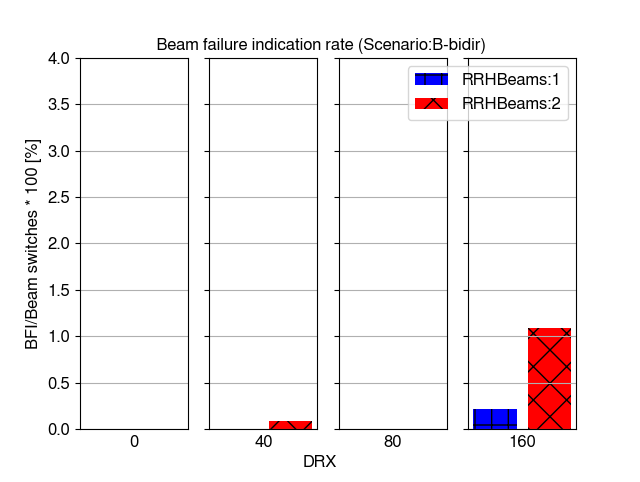 Beam failure indication rate (Scenario:B-bidir)
RRHBeams:1
RRHBeams:2
4.0
3.5
3.0
2.5
2.0
1.5
1.0
0.5
0.0
BFI/Beam switches * 100 [%]
0
40
80
160
DRX